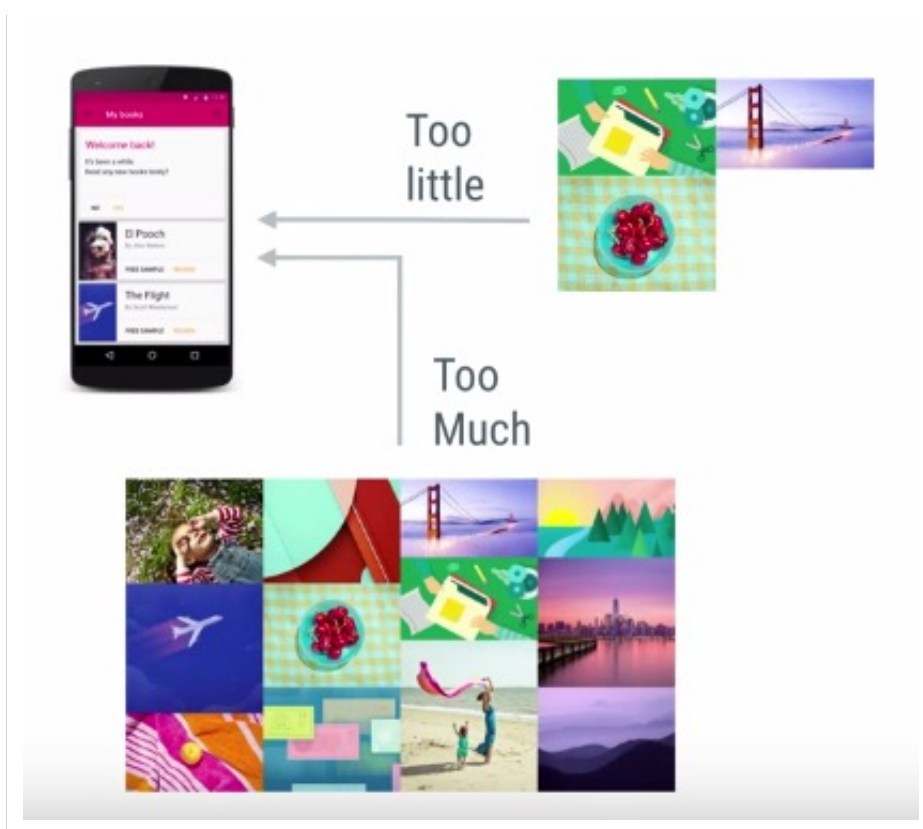 My books
Welcome back!
It's been a while.
Read any new books lately?
NO
El Pooch
FREE SAMPLE
The Flight
FREE SAMPLE
Too
little
Too
Much